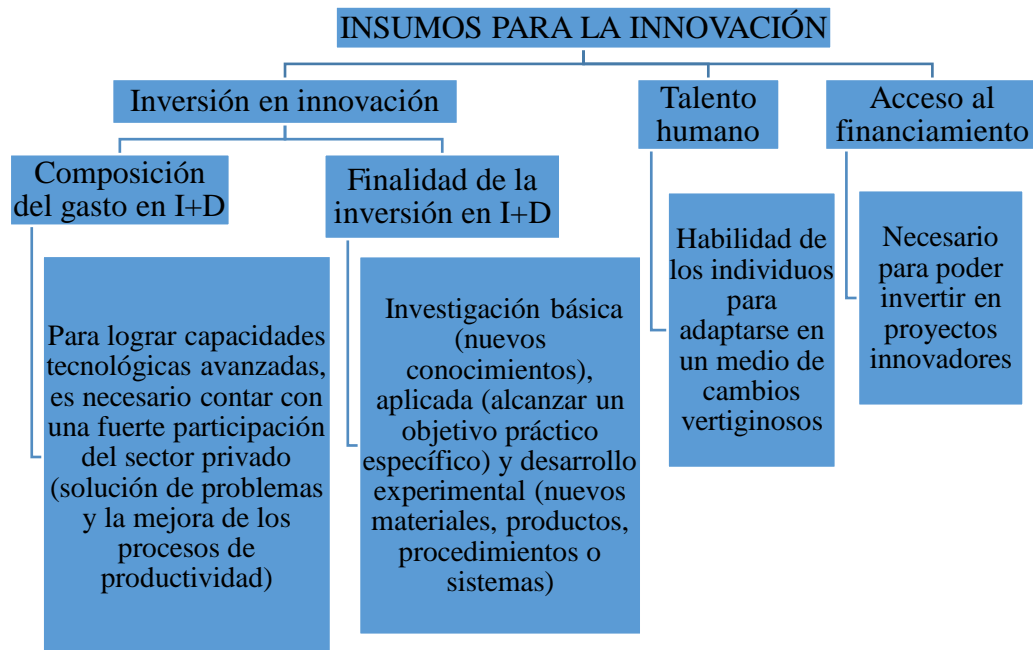 INSUMOS PARA LA INNOVACIÓN
Inversión en innovación
Composición
del gasto en I+D
Para lograr capacidades
tecnológicas avanzadas,
es necesario contar con
una fuerte participación
del sector privado
(solución de problemas
y la mejora de los
procesos de
productividad)
Finalidad de la
inversión en I+D
Investigación básica
(nuevos
conocimientos),
aplicada (alcanzar un
objetivo práctico
específico) y desarrollo
experimental (nuevos
materiales, productos,
procedimientos o
sistemas)
Talento
humano
Habilidad de
los individuos
para
adaptarse en
un medio de
cambios
vertiginosos
Acceso al
financiamiento
Necesario
para poder
invertir en
proyectos
innovadores